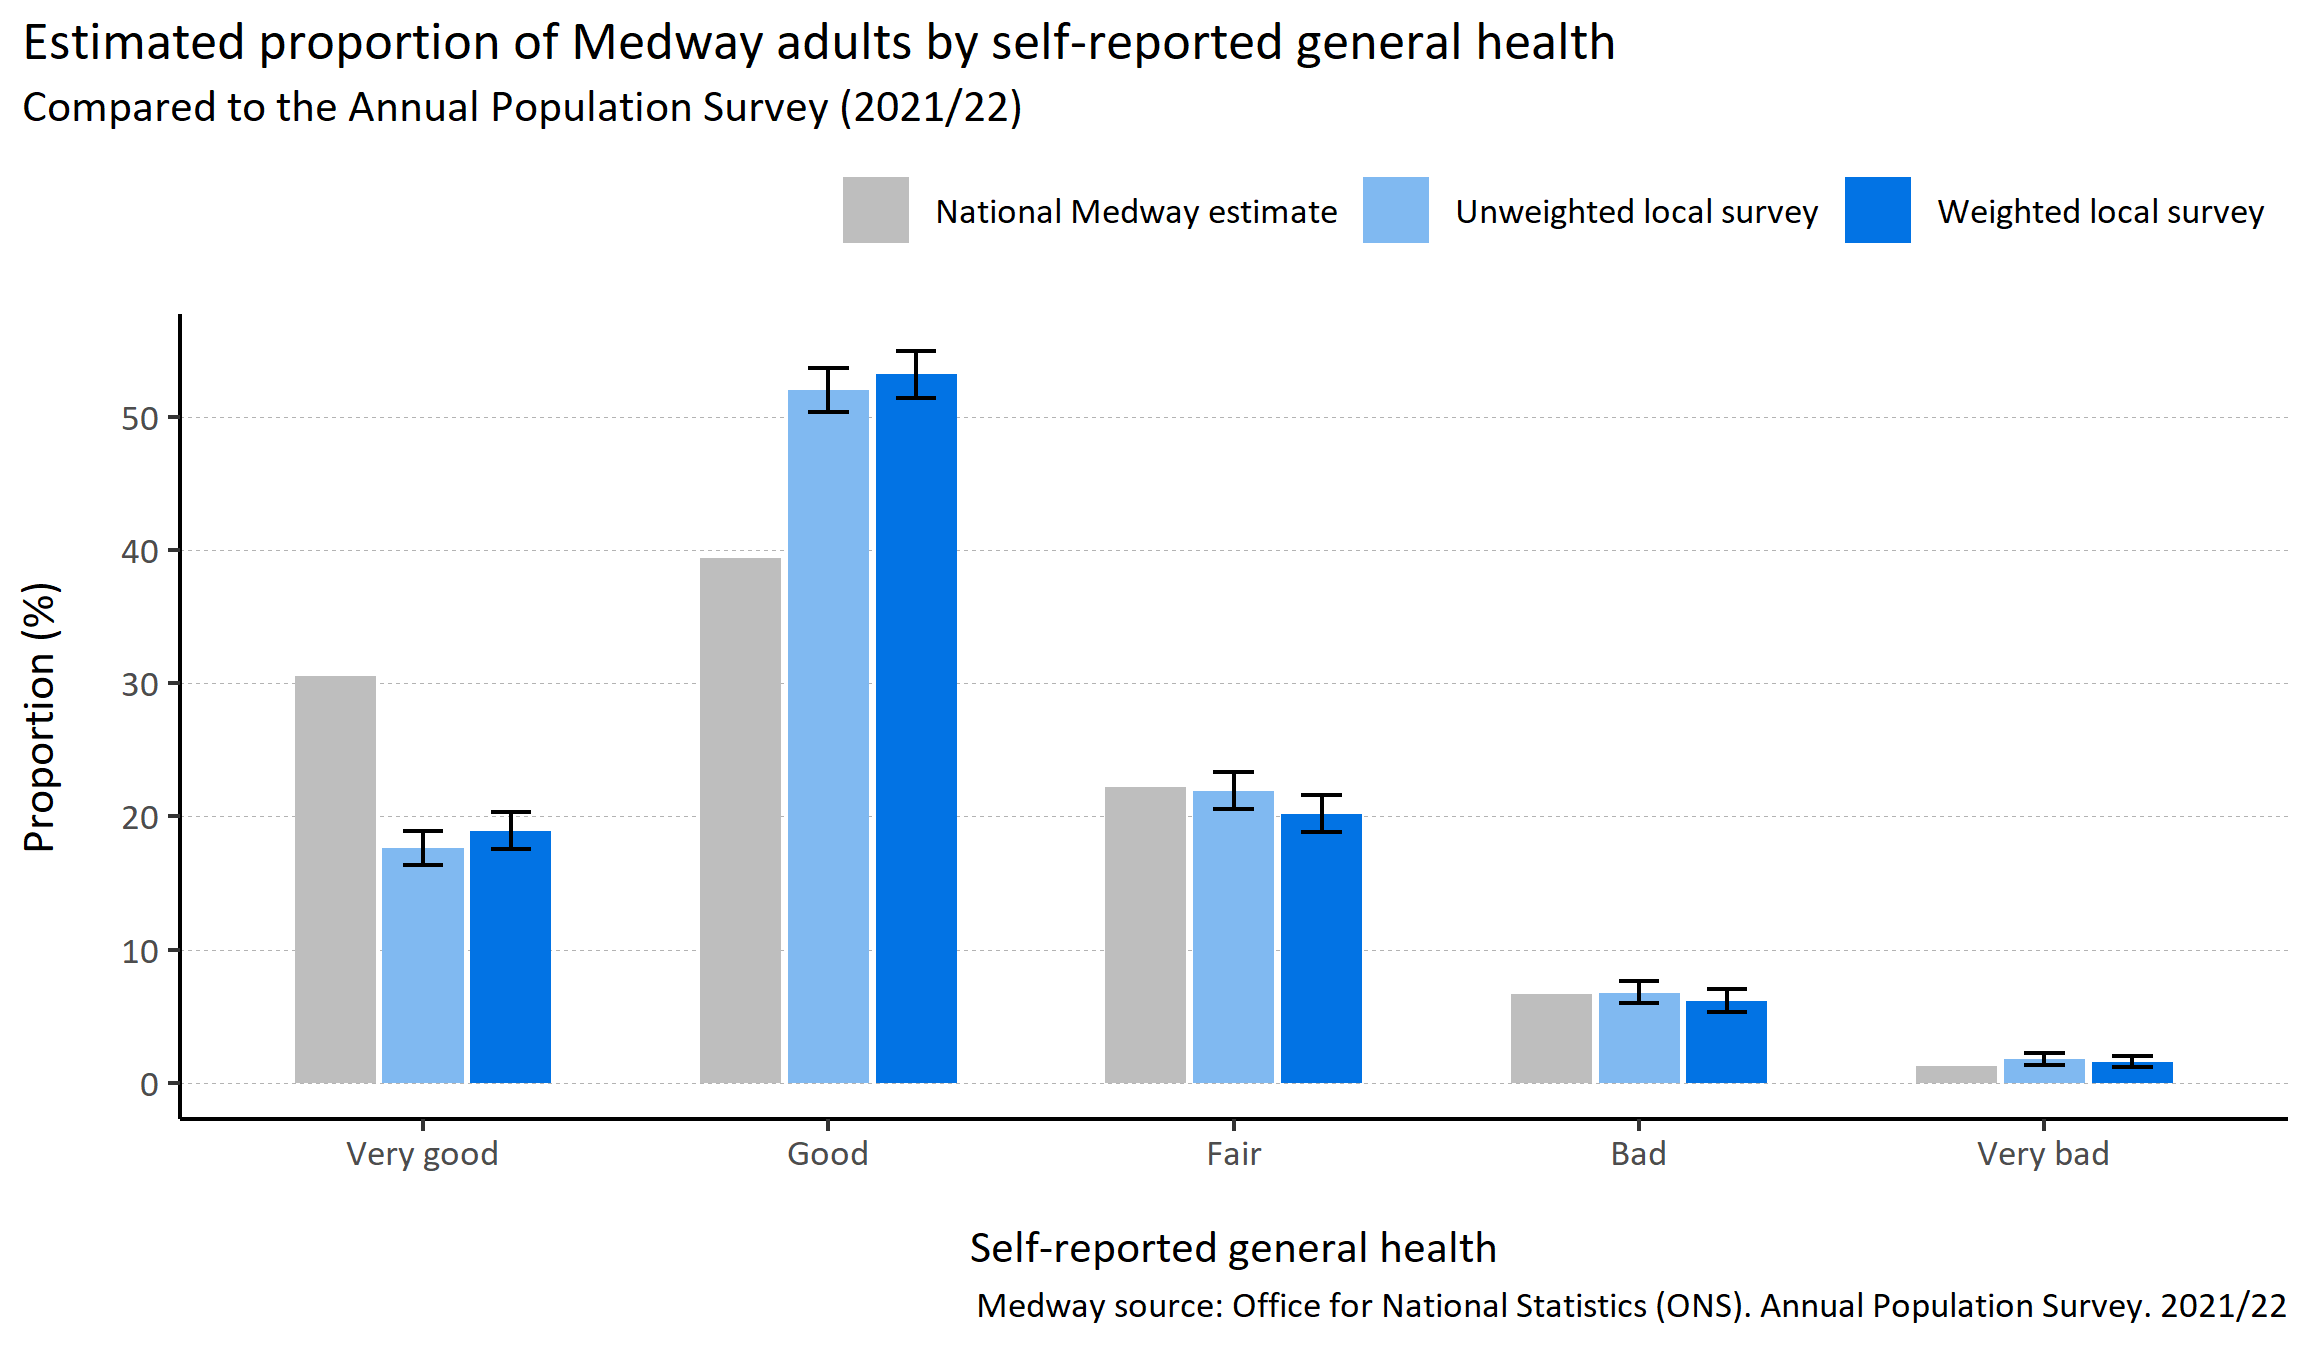 Estimated proportion of Medway adults by self-reported general health
Compared to the Annual Population Survey (2021/22)
National Medway estimate
Unweighted local survey
Weighted local survey
Proportion (%)
50
40
30
20
10
0
Very good
Good
Fair
Bad
Very bad
Self-reported general health
Medway source: Office for National Statistics (ONS). Annual Population Survey. 2021/22